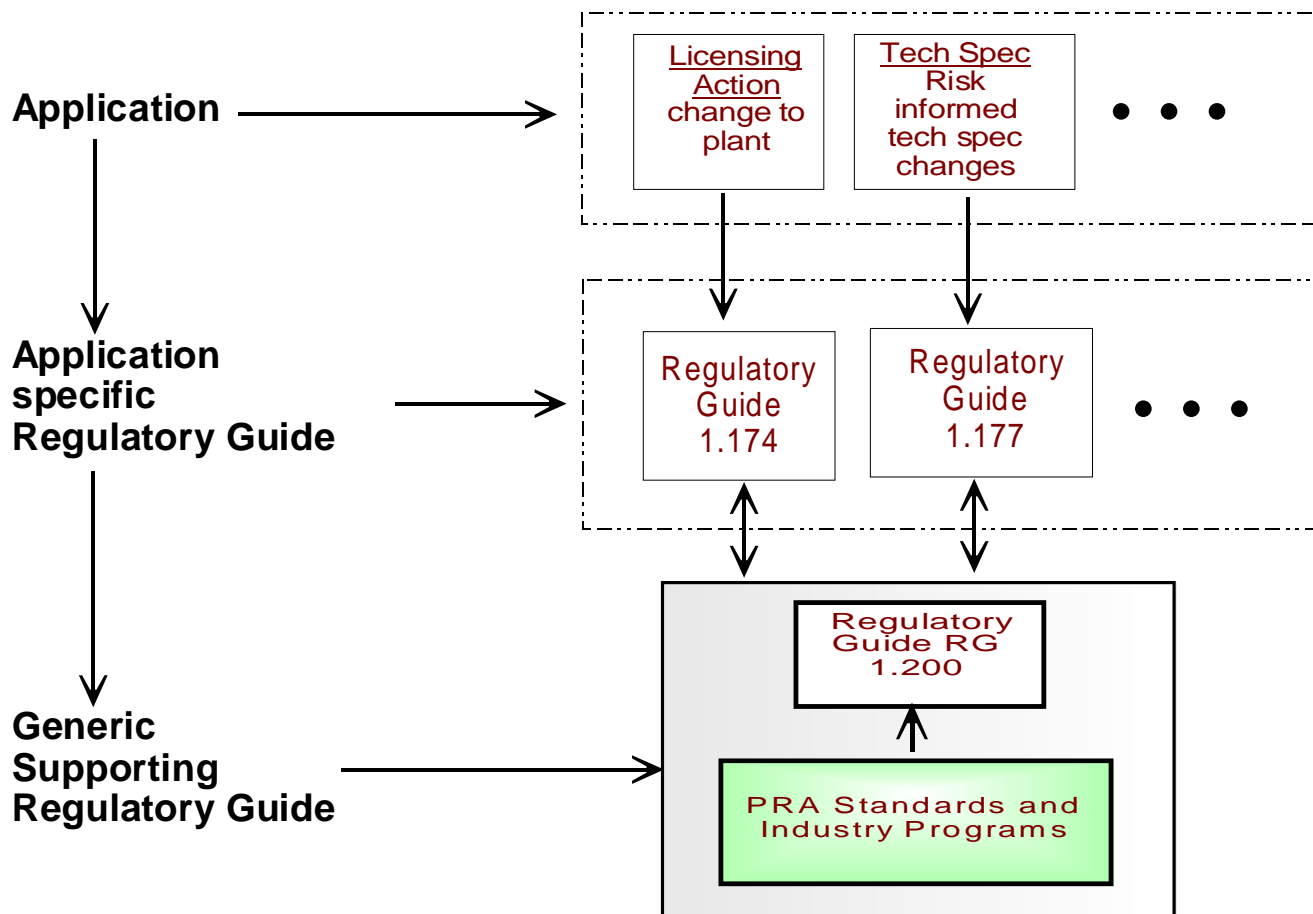 Application
Licensing
Action
change to
plant
Tech Spec
Risk
informed
tech spec
changes
• • •
Application
specific
Regulatory Guide
Regulatory
Guide
1.174
Regulatory
Guide
1.177
• • •
Generic
Supporting
Regulatory Guide
Regulatory
Guide RG
1.200
PRA Standards and
Industry Programs